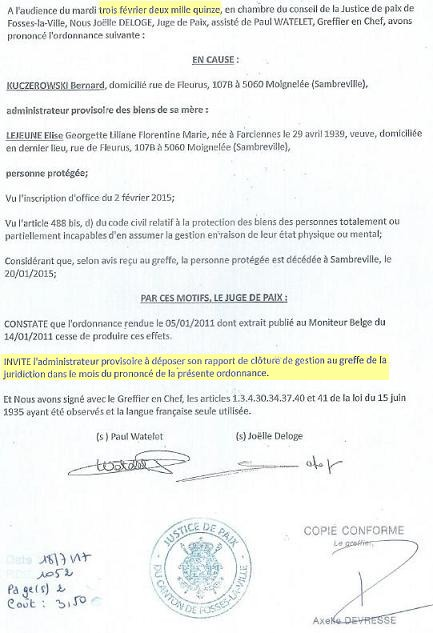 A l'audience du mardi trois février deux mille quinze, en chambre du conseil de la Justice de paix de
Fosses-la-Ville, Nous Joëlle DELOGE, Juge de Paix, assisté de Paul WATELET, Greffier en Chef, avons
prononcé l'ordonnance suivante :
EN CAUSE :
KUCZEROWSKI Bernard, domicilié rue de Fleurus, 107B à 5060 Moignelée (Sambreville),
administrateur provisoire des biens de sa mère :
LEJEUNE Elise Georgette Liliane Florentine Marie, née à Farciennes le 29 avril 1939, veuve, domiciliée
en dernier lieu, rue de Fleurus, 107B à 5060 Moignelée (Sambreville),
personne protégée;
Vu l'inscription d'office du 2 février 2015;
Vu l'article 488 bis, d) du code civil relatif à la protection des biens des personnes totalement ou
partiellement incapables d'en assumer la gestion en raison de leur état physique ou mental;
Considérant que, selon avis reçu au greffe, la personne protégée est décédée à Sambreville, le
20/01/2015;
PAR CES MOTIFS, LE JUGE DE PAIX :
CONSTATE que l'ordonnance rendue le 05/01/2011 dont extrait publié au Moniteur Belge du
14/01/2011 cesse de produire ces effets.
INVITE l'administrateur provisoire à déposer son rapport de clôture de gestion au greffe de la
juridiction dans le mois du prononcé de la présente ordonnance.
Et Nous avons signé avec le Greffier en Chef, les articles 1.3.4.30.34.37.40 et 41 de la loi du 15 juin
1935 ayant été observés et la langue française seule utilisée.
(s) Paul Watelet (s) Joëlle Deloge
JUSTICE DE PAIX
DU CANTON DE FOSSES-LA-VILLE
COPIE CONFORME
Le greffier,
Date 18/7/17
1052
Page(s) 2
Coût : 3,50
Axelle DEVRESSE